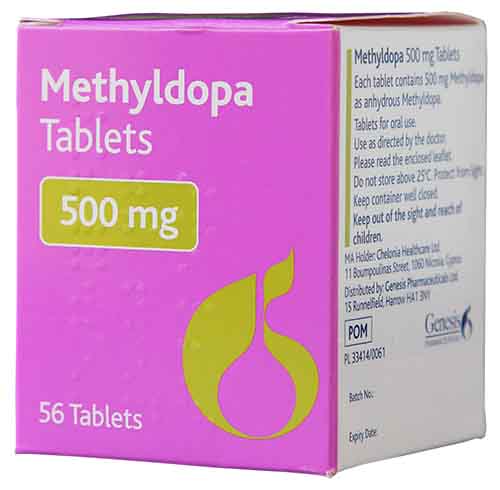 Methyldopa
Tablets
500 mg
56 Tablets
Methyldopa 500 mg Tablets
Each tablet contains 500 mg Methyldopa
as anhydrous Methyldopa.
Tablets for oral use.
Use as directed by the doctor.
Please read the enclosed leaflet.
Do not store above 25°C. Protect from light.
Keep container well closed.
Keep out of the sight and reach of
children.
MA Holder: Chelonia Healthcare Ltd.
11 Boumpoulinas Street, 1060 Nicosia, Cyprus
Distributed by: Genesis Pharmaceuticals Ltd.
15 Runnelfield, Harrow HA1 3NY
POM
PL 33414/0061
Genesis
PHARMACEUTICALS
Batch No.:
Expiry Date: